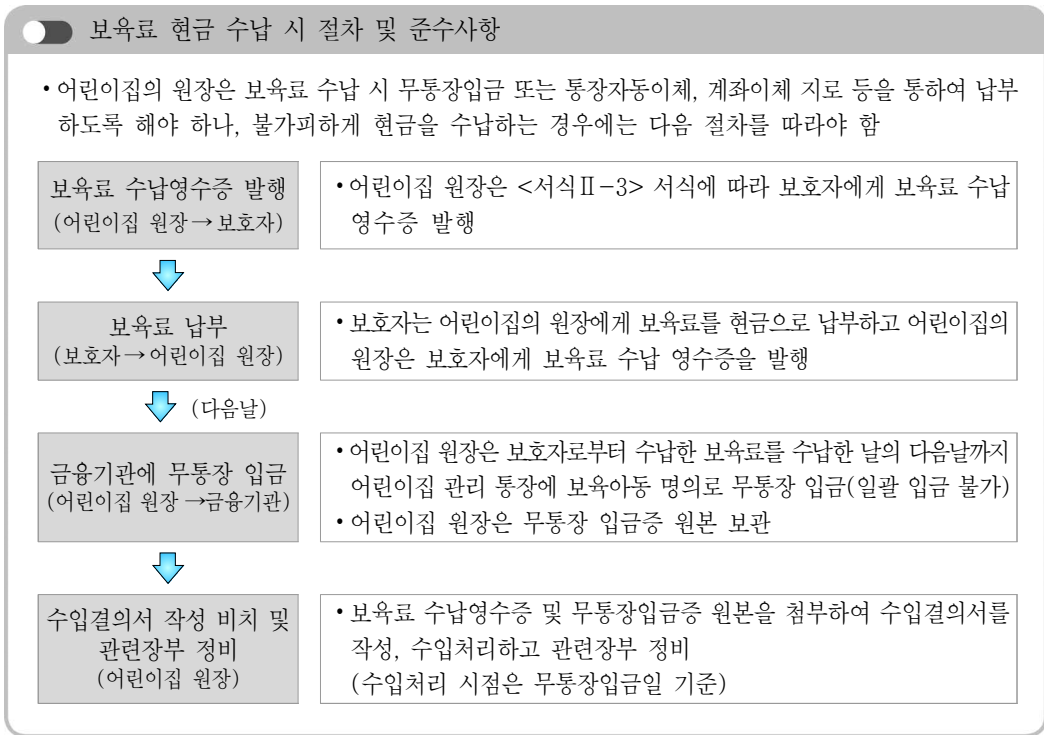 보육료 현금 수납 시 절차 및 준수사항
• 어린이집의 원장은 보육료 수납 시 무통장입금 또는 통장자동이체, 계좌이체 지로 등을 통하여 납부
하도록 해야 하나, 불가피하게 현금을 수납하는 경우에는 다음 절차를 따라야 함
보육료 수납영수증 발행
(어린이집 원장→보호자)
• 어린이집 원장은 <서식Ⅱ-3> 서식에 따라 보호자에게 보육료 수납
영수증 발행
보육료 납부
(보호자→어린이집 원장)
• 보호자는 어린이집의 원장에게 보육료를 현금으로 납부하고 어린이집의
원장은 보호자에게 보육료 수납 영수증을 발행
(다음날)
금융기관에 무통장 입금
(어린이집 원장 →금융기관)
• 어린이집 원장은 보호자로부터 수납한 보육료를 수납한 날의 다음날까지
어린이집 관리 통장에 보육아동 명의로 무통장 입금(일괄 입금 불가)
• 어린이집 원장은 무통장 입금증 원본 보관
수입결의서 작성 비치 및
관련장부 정비
(어린이집 원장)
• 보육료 수납영수증 및 무통장입금증 원본을 첨부하여 수입결의서를
작성, 수입처리하고 관련장부 정비
(수입처리 시점은 무통장입금일 기준)